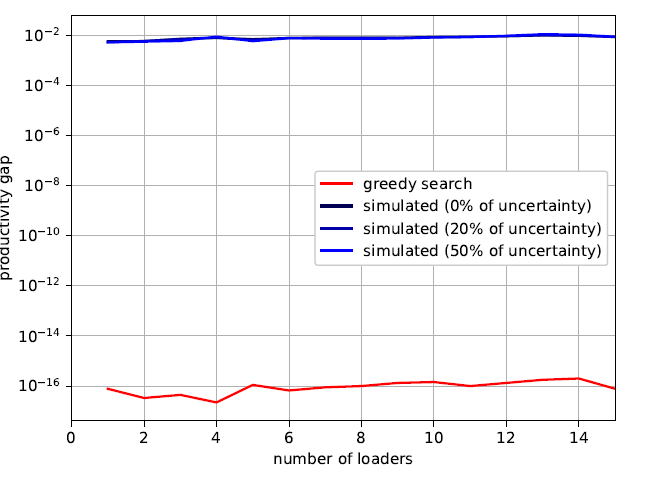 10⁻²
10⁻⁴
10⁻⁶
10⁻⁸
10⁻¹⁰
10⁻¹²
10⁻¹⁴
10⁻¹⁶
productivity gap
greedy search
simulated (0% of uncertainty)
simulated (20% of uncertainty)
simulated (50% of uncertainty)
0 2 4 6 8 10 12 14
number of loaders